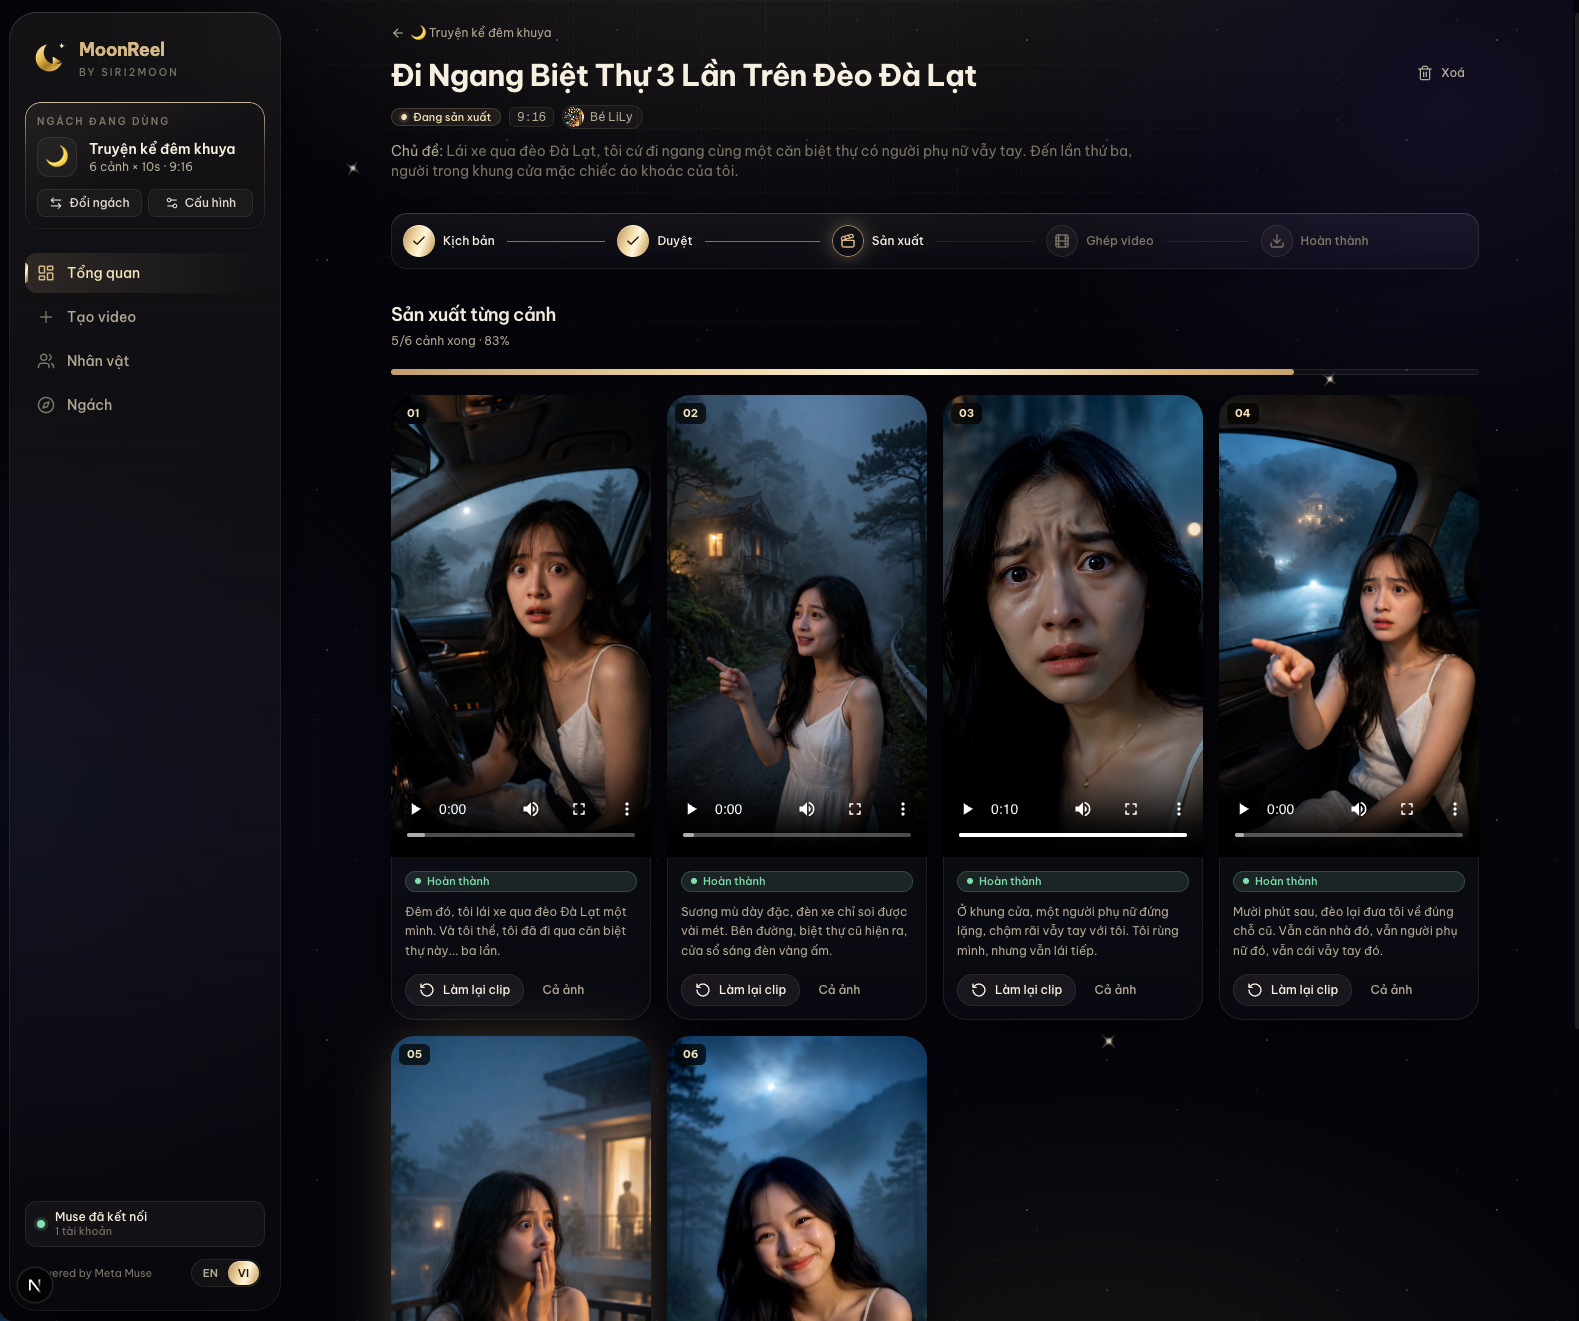 MoonReel
BY SIRI2MOON
NGÁCH ĐANG DÙNG
Truyện kể đêm khuya
6 cảnh × 10s · 9:16
Đổi ngách
Cấu hình
Tổng quan
Tạo video
Nhân vật
Ngách
Muse đã kết nối
1 tài khoản
wered by Meta Muse
EN
VI
N
Truyện kể đêm khuya
Đi Ngang Biệt Thự 3 Lần Trên Đèo Đà Lạt
Xoá
Đang sản xuất
9:16
Bé LiLy
Chủ đề: Lái xe qua đèo Đà Lạt, tôi cứ đi ngang cùng một căn biệt thự có người phụ nữ vẫy tay. Đến lần thứ ba,
người trong khung cửa mặc chiếc áo khoác của tôi.
Kịch bản
Duyệt
Sản xuất
Ghép video
Hoàn thành
Sản xuất từng cảnh
5/6 cảnh xong · 83%
01
0:00
Hoàn thành
Đêm đó, tôi lái xe qua đèo Đà Lạt một
mình. Và tôi thề, tôi đã đi qua căn biệt
thự này... ba lần.
Làm lại clip
Cả ảnh
02
0:00
Hoàn thành
Sương mù dày đặc, đèn xe chỉ soi được
vài mét. Bên đường, biệt thự cũ hiện ra,
cửa sổ sáng đèn vàng ấm.
Làm lại clip
Cả ảnh
03
0:10
Hoàn thành
Ở khung cửa, một người phụ nữ đứng
lặng, chậm rãi vẫy tay với tôi. Tôi rùng
mình, nhưng vẫn lái tiếp.
Làm lại clip
Cả ảnh
04
0:00
Hoàn thành
Mười phút sau, đèo lại đưa tôi về đúng
chỗ cũ. Vẫn căn nhà đó, vẫn người phụ
nữ đó, vẫn cái vẫy tay đó.
Làm lại clip
Cả ảnh
05
06